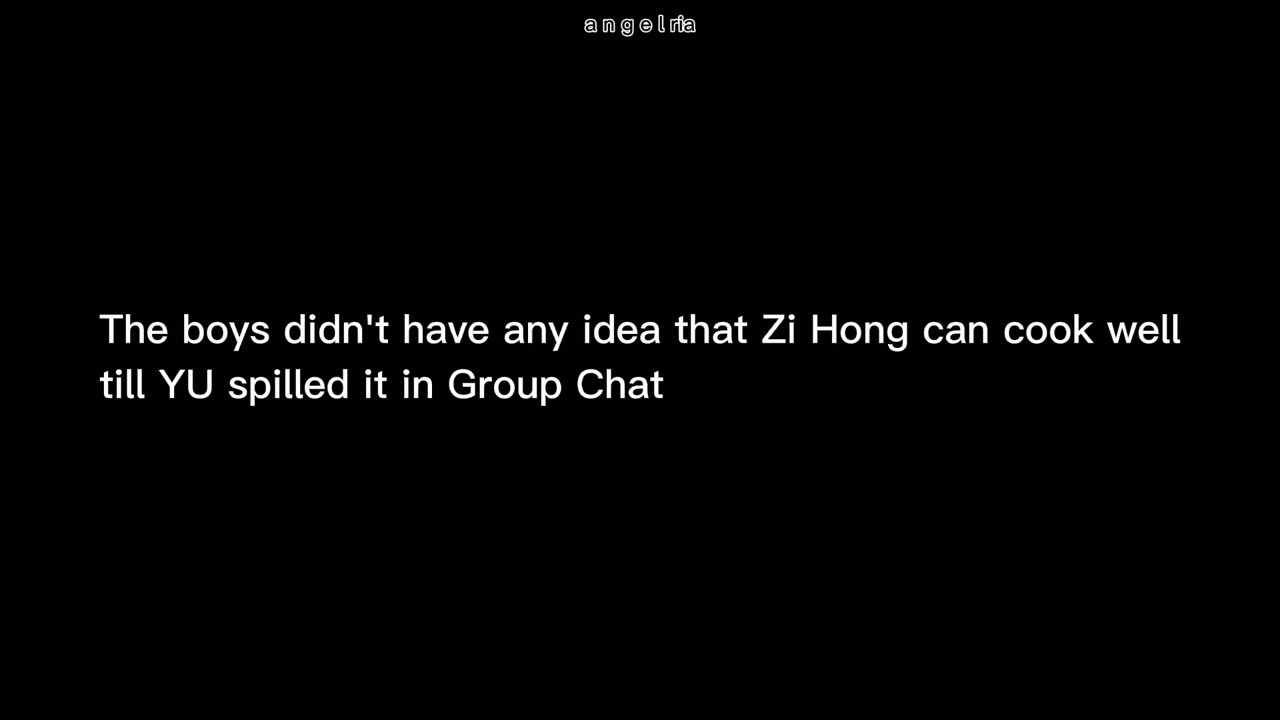 angelria
The boys didn't have any idea that Zi Hong can cook well
till YU spilled it in Group Chat